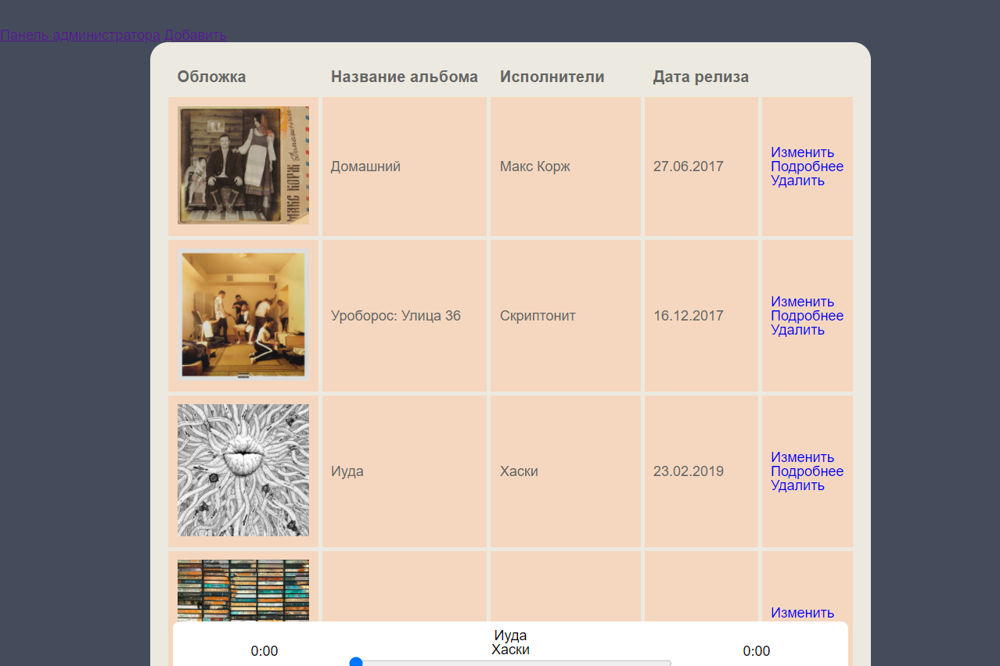 Панель администратора Добавить
Обложка Название альбома Исполнители Дата релиза
МАКС КОРЖ Домашний
Домашний Макс Корж 27.06.2017 Изменить
Подробнее
Удалить
Уроборос: Улица 36 Скриптонит 16.12.2017 Изменить
Подробнее
Удалить
Иуда Хаски 23.02.2019 Изменить
Подробнее
Удалить
Изменить
Иуда
Хаски
0:00 0:00